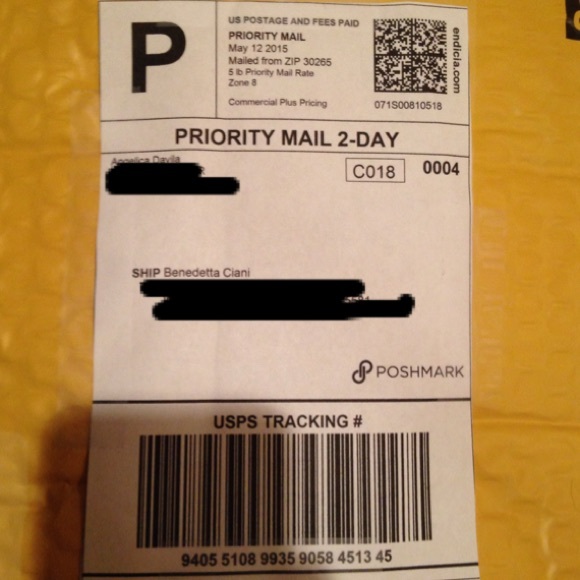 P
US POSTAGE AND FEES PAID
PRIORITY MAIL
May 12 2015
Mailed from ZIP 30265
5 lb Priority Mail Rate
Zone 8
Commercial Plus Pricing
endicia.com
071S00810518
PRIORITY MAIL 2-DAY
Angelica Davila
C018
0004
SHIP Benedetta Ciani
POSHMARK
USPS TRACKING #
9405 5108 9935 9058 4513 45